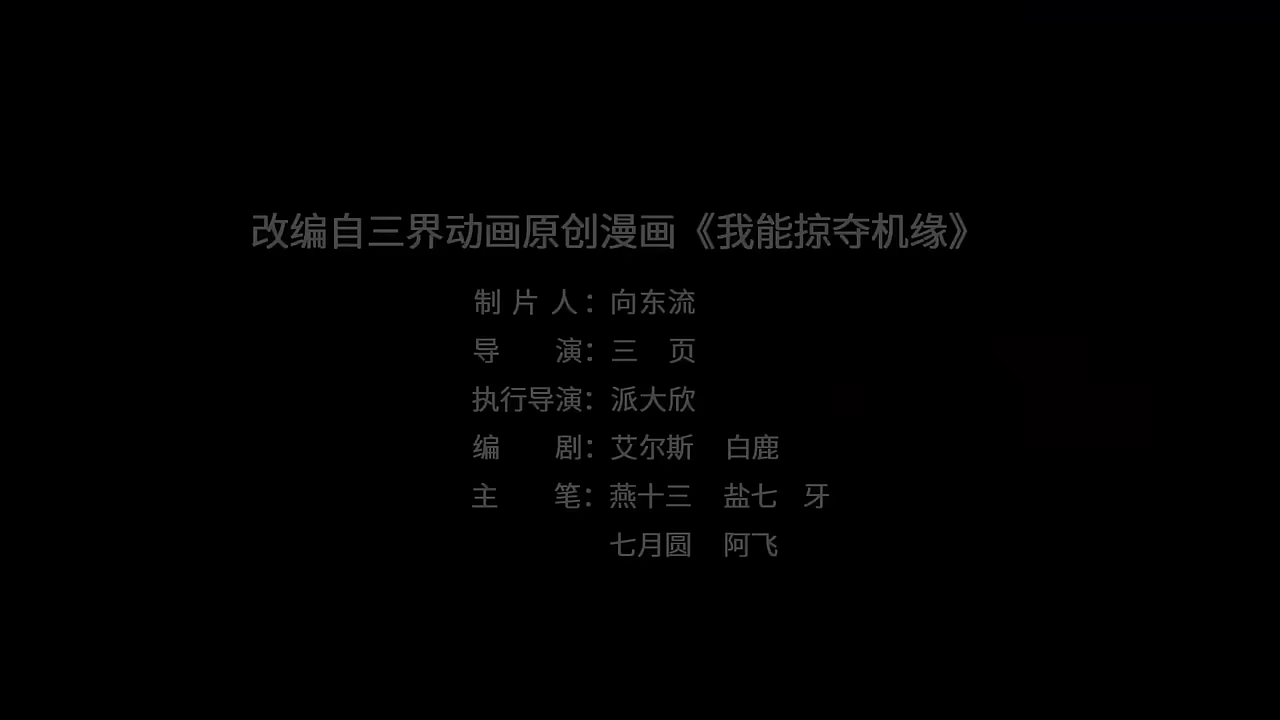 改编自三界动画原创漫画《我能掠夺机缘》
制片人：向东流
导演：三页
执行导演：派大欣
编剧：艾尔斯 白鹿
主笔：燕十三 盐七 牙
七月圆 阿飞